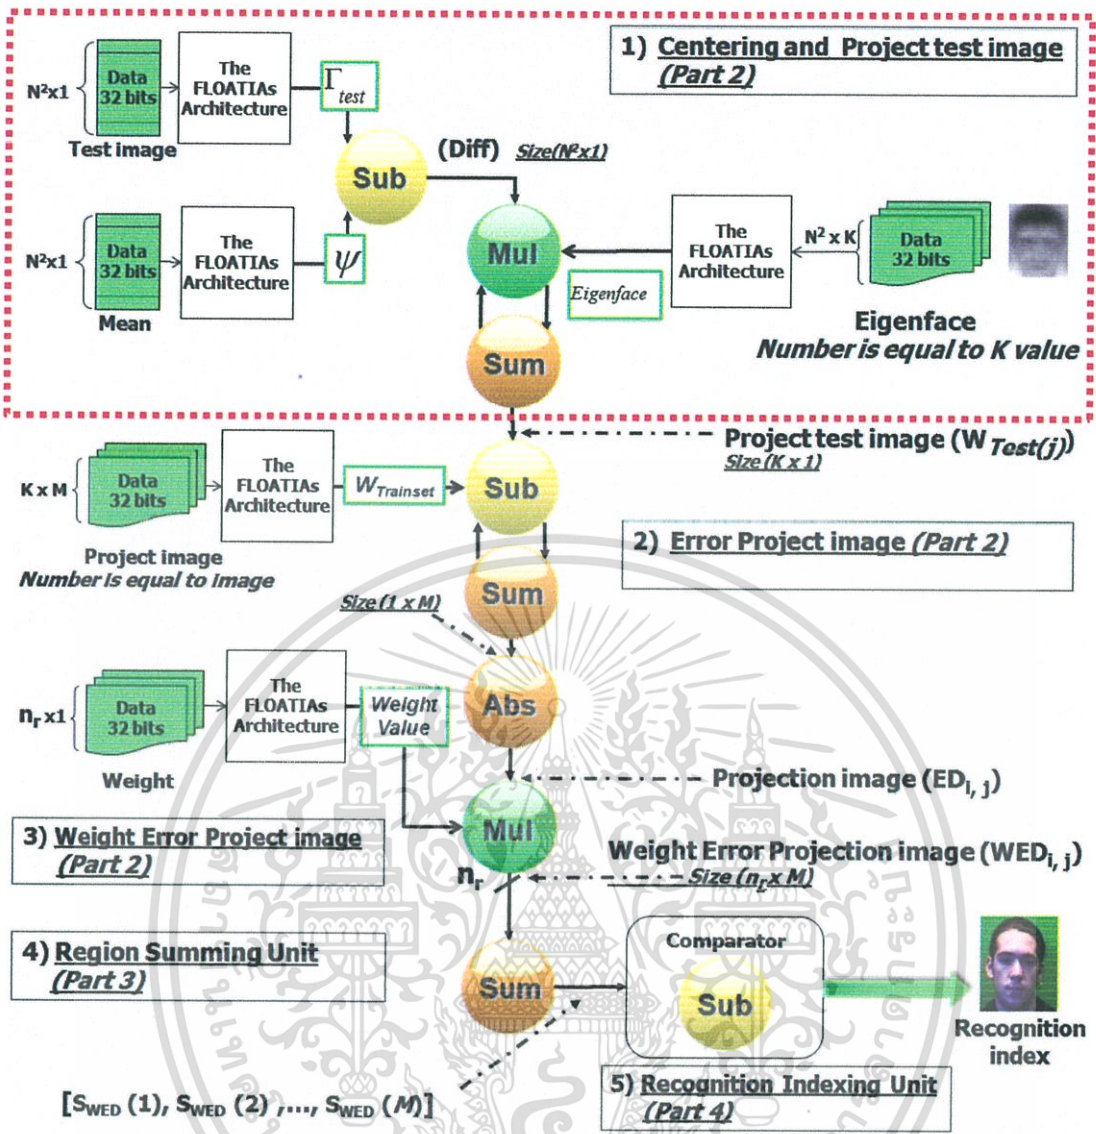 1) Centering and Project test image
(Part 2)
N²x1
Data
32 bits
Test image
The
FLOATIAs
Architecture
Γ test
Sub
(Diff) Size(N²x1)
N²x1
Data
32 bits
Mean
The
FLOATIAs
Architecture
ψ
Mul
Eigenface
The
FLOATIAs
Architecture
N² x K
Data
32 bits
Eigenface
Number is equal to K value
Sum
Project test image (W Test(j))
Size (K x 1)
K x M
Data
32 bits
Project image
Number is equal to image
The
FLOATIAs
Architecture
W Trainset
Sub
2) Error Project image (Part 2)
Sum
Size (1 x M)
nr x1
Data
32 bits
Weight
The
FLOATIAs
Architecture
Weight
Value
Abs
Projection image (ED i, j)
Mul
3) Weight Error Project image
(Part 2)
Weight Error Projection image (WED i, j)
nr
Size (nr x M)
4) Region Summing Unit
(Part 3)
Sum
Comparator
Sub
Recognition
index
5) Recognition Indexing Unit
(Part 4)
[SWED (1), SWED (2) ,..., SWED (M)]